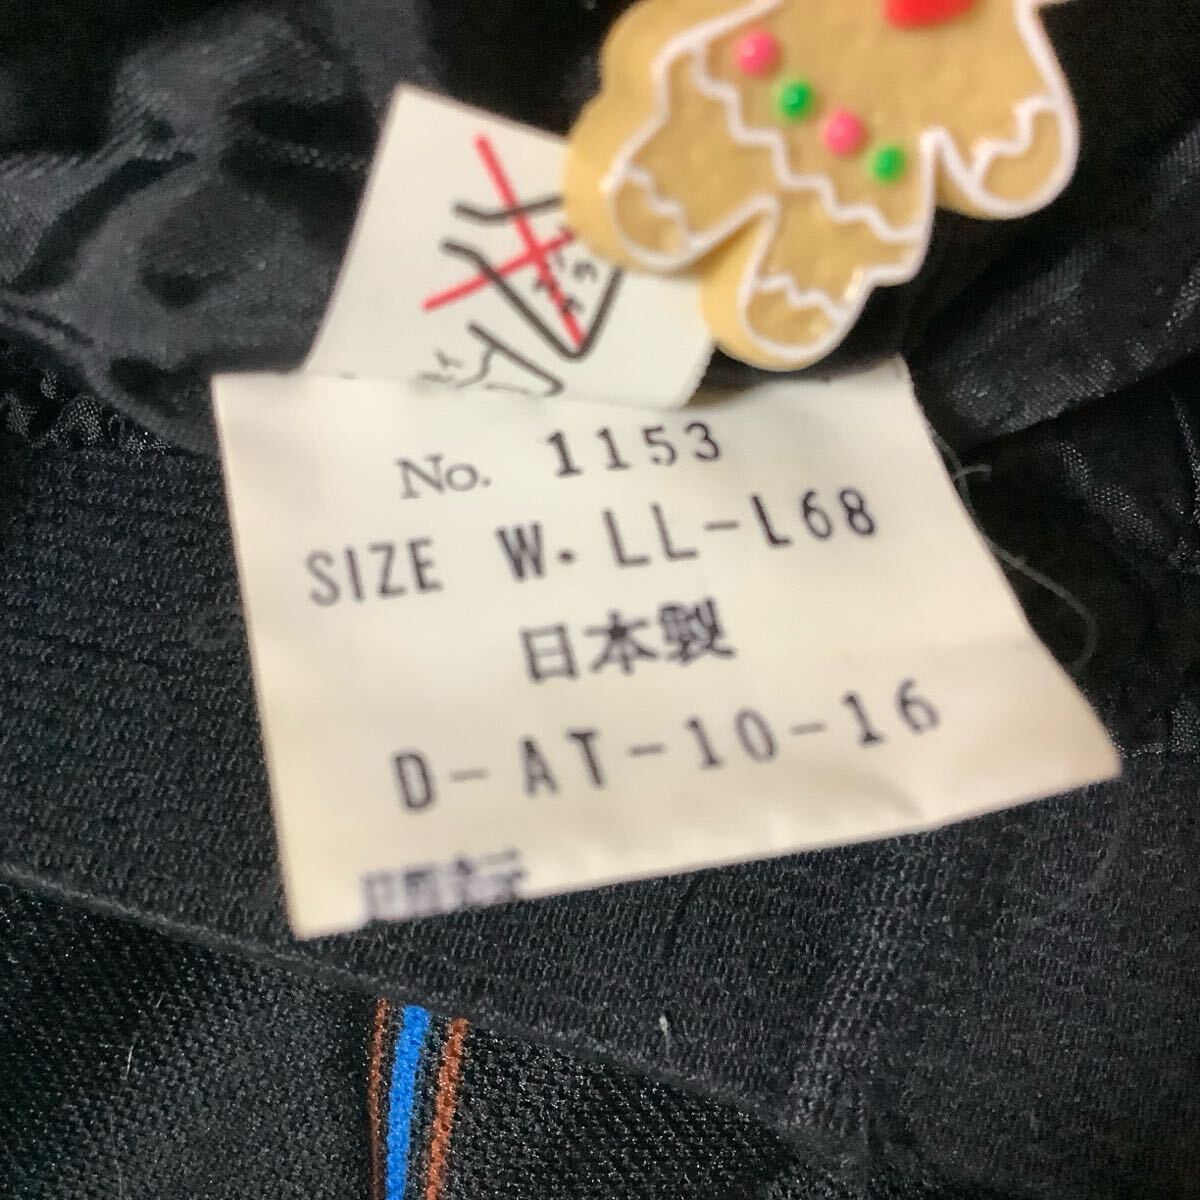 No. 1153
SIZE W. LL-L68
日本製
D-AT-10-16